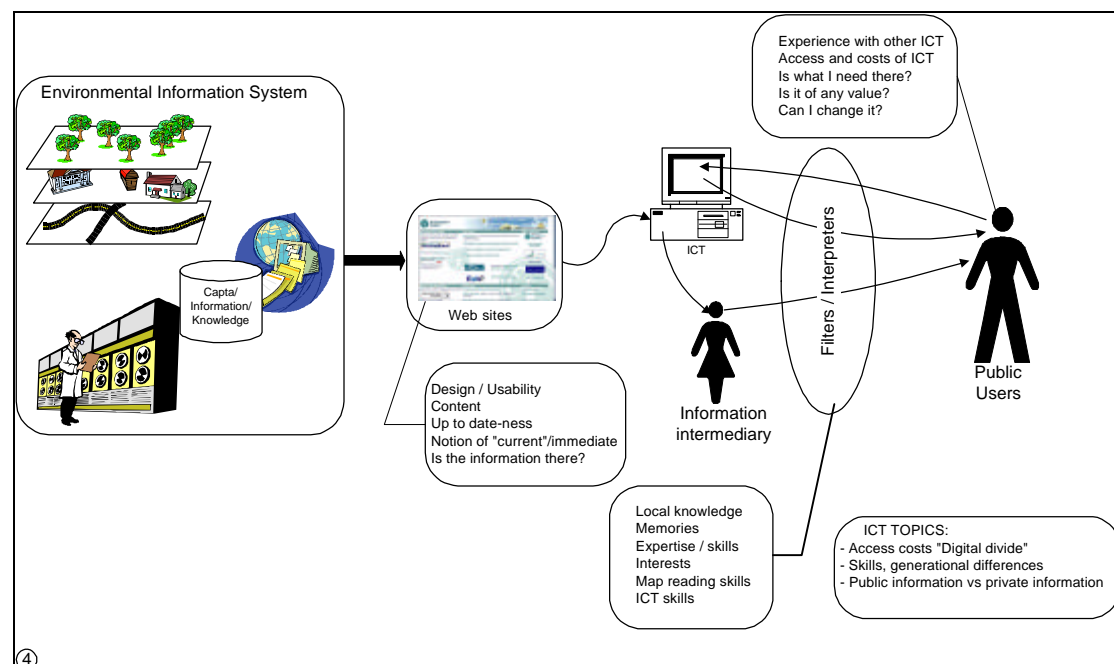 Environmental Information System
Capta/
Information/
Knowledge
Web sites
Design / Usability
Content
Up to date-ness
Notion of "current"/immediate
Is the information there?
ICT
Information
intermediary
Filters / Interpreters
Experience with other ICT
Access and costs of ICT
Is what I need there?
Is it of any value?
Can I change it?
Public
Users
Local knowledge
Memories
Expertise / skills
Interests
Map reading skills
ICT skills
ICT TOPICS:
- Access costs "Digital divide"
- Skills, generational differences
- Public information vs private information
4